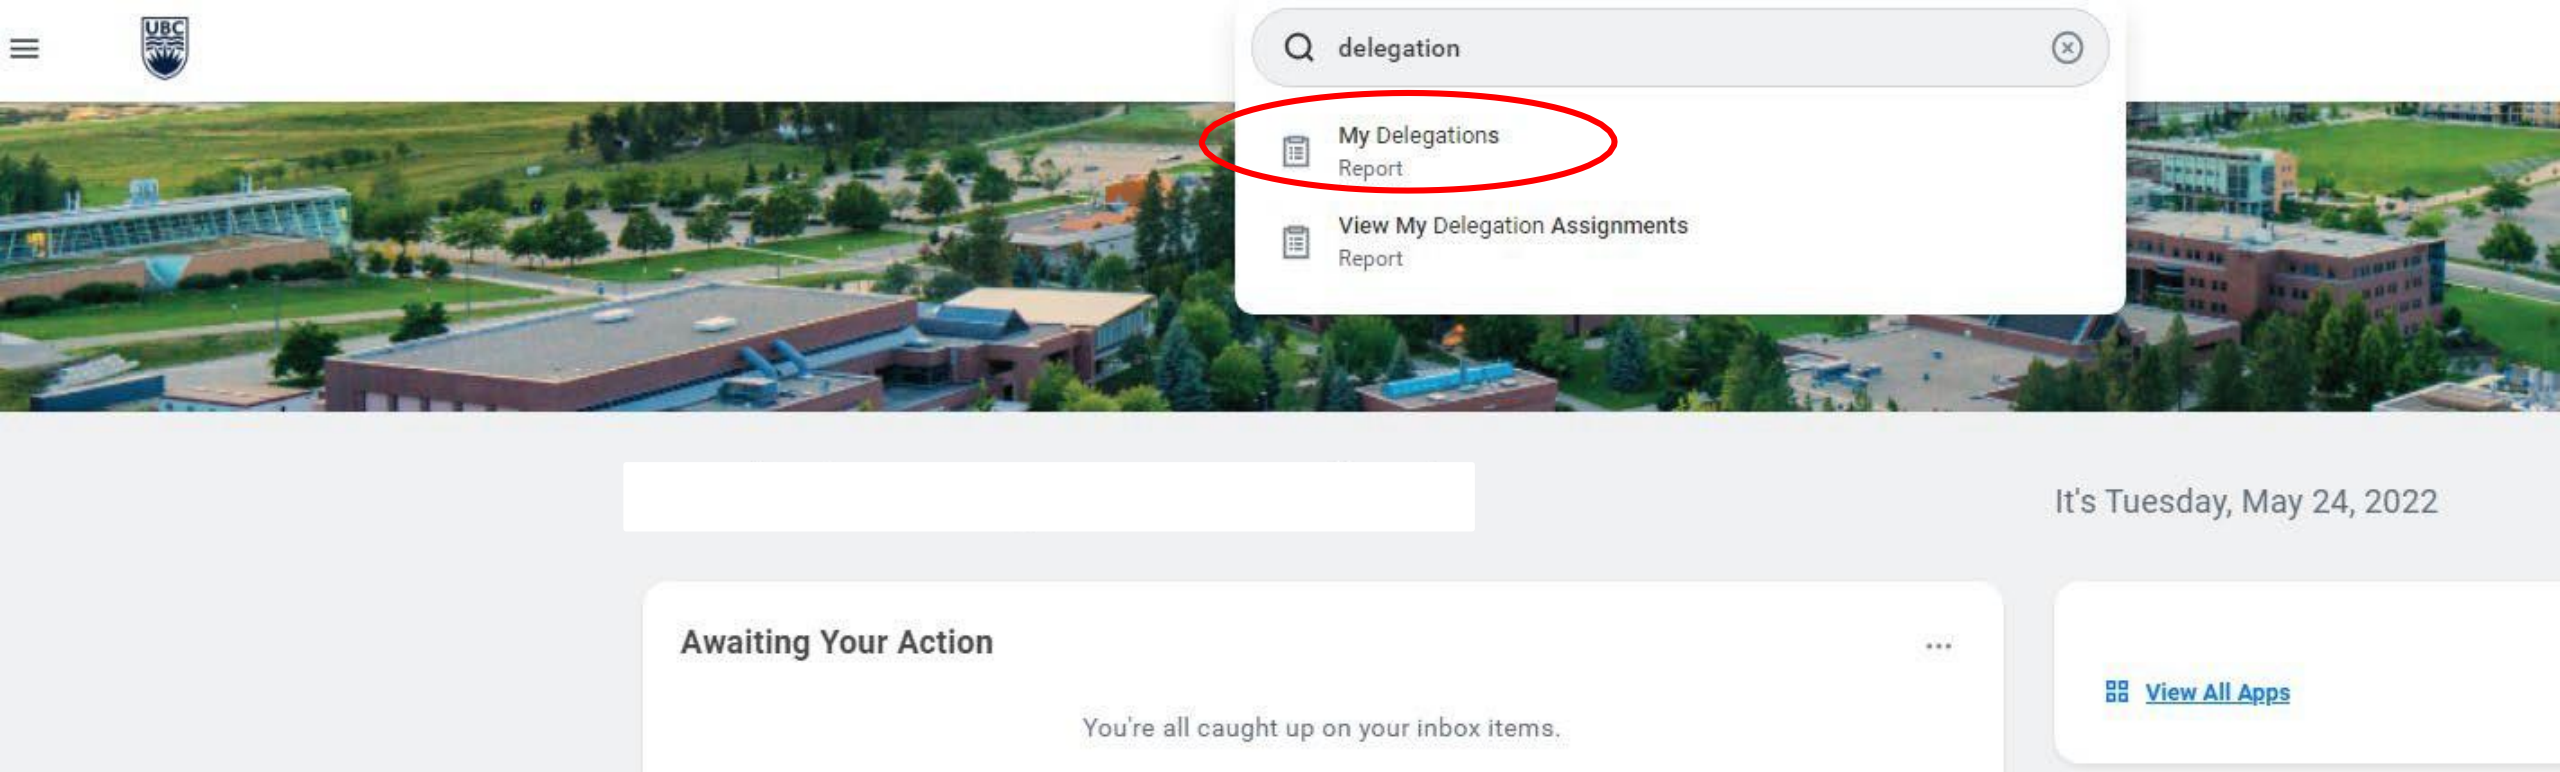 UBC
delegation
My Delegations
Report
View My Delegation Assignments
Report
It's Tuesday, May 24, 2022
Awaiting Your Action
You're all caught up on your inbox items.
View All Apps